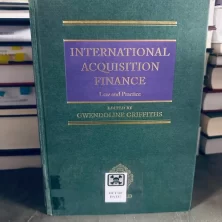 INTERNATIONAL
ACQUISITION
FINANCE
Law and Practice
EDITED BY
GWENDOLINE GRIFFITHS